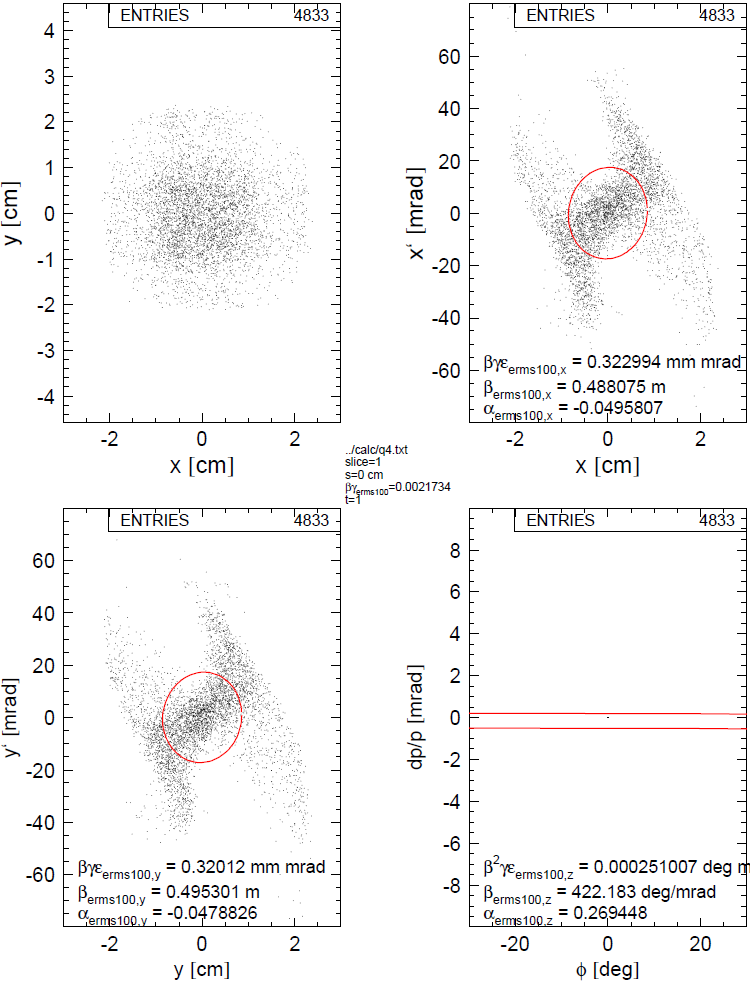 ENTRIES 4833
4
3
2
1
0
-1
-2
-3
-4
y [cm]
-2 0 2
x [cm]
ENTRIES 4833
60
40
20
0
-20
-40
-60
x‘ [mrad]
βγε_erms100,x = 0.322994 mm mrad
β_erms100,x = 0.488075 m
α_erms100,x = -0.0495807
-2 0 2
x [cm]
../calc/q4.txt
slice=1
s=0 cm
βγ_erms100=0.0021734
t=1
ENTRIES 4833
60
40
20
0
-20
-40
-60
y‘ [mrad]
βγε_erms100,y = 0.32012 mm mrad
β_erms100,y = 0.495301 m
α_erms100,y = -0.0478826
-2 0 2
y [cm]
ENTRIES 4833
8
6
4
2
0
-2
-4
-6
-8
dp/p [mrad]
β²γε_erms100,z = 0.000251007 deg m
β_erms100,z = 422.183 deg/mrad
α_erms100,z = 0.269448
-20 0 20
ϕ [deg]